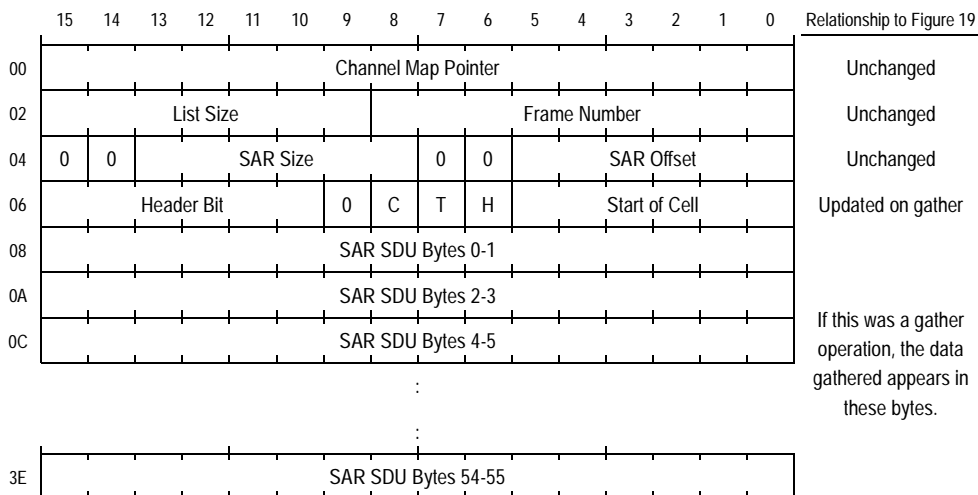 15 14 13 12 11 10 9 8 7 6 5 4 3 2 1 0 Relationship to Figure 19
00 Channel Map Pointer Unchanged
02 List Size Frame Number Unchanged
04 0 0 SAR Size 0 0 SAR Offset Unchanged
06 Header Bit 0 C T H Start of Cell Updated on gather
08 SAR SDU Bytes 0-1
0A SAR SDU Bytes 2-3
0C SAR SDU Bytes 4-5
If this was a gather
operation, the data
gathered appears in
these bytes.
:
:
3E SAR SDU Bytes 54-55